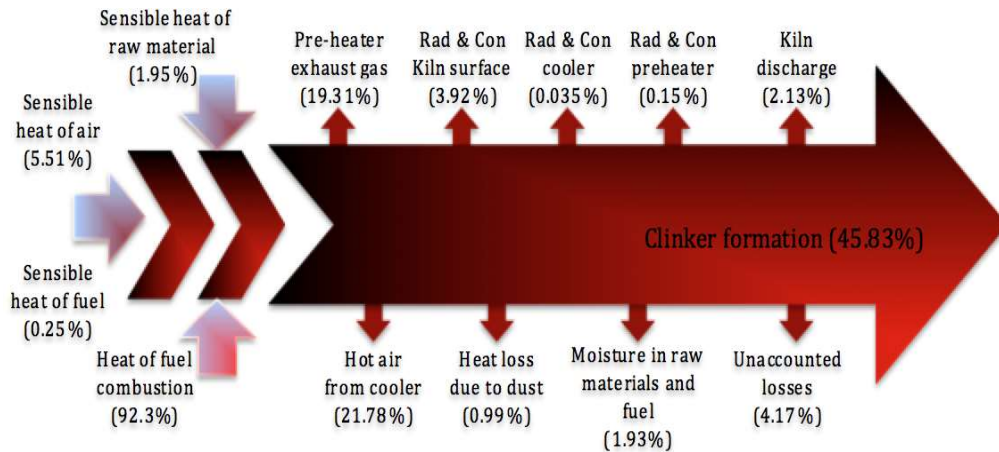 Sensible heat of
raw material
(1.95%)
Pre-heater
exhaust gas
(19.31%)
Rad & Con
Kiln surface
(3.92%)
Rad & Con
cooler
(0.035%)
Rad & Con
preheater
(0.15%)
Kiln
discharge
(2.13%)
Sensible
heat of air
(5.51%)
Clinker formation (45.83%)
Sensible
heat of fuel
(0.25%)
Heat of fuel
combustion
(92.3%)
Hot air
from cooler
(21.78%)
Heat loss
due to dust
(0.99%)
Moisture in raw
materials and
fuel
(1.93%)
Unaccounted
losses
(4.17%)